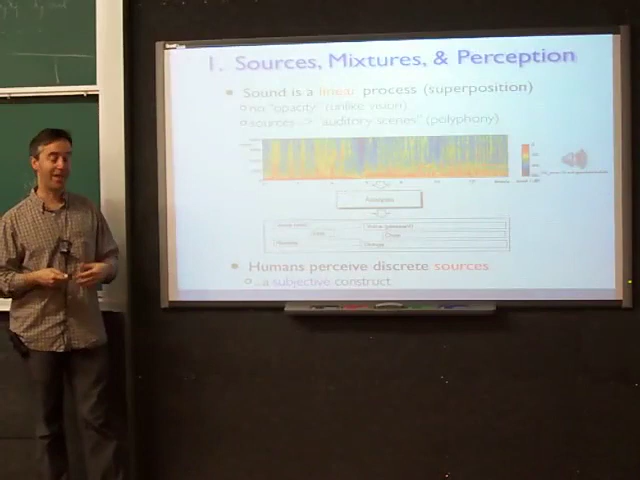 1. Sources, Mixtures, & Perception
Sound is a linear process (superposition)
no "opacity" (unlike vision)
sources --> "auditory scenes" (polyphony)
Analysis
Humans perceive discrete sources
.. a subjective construct